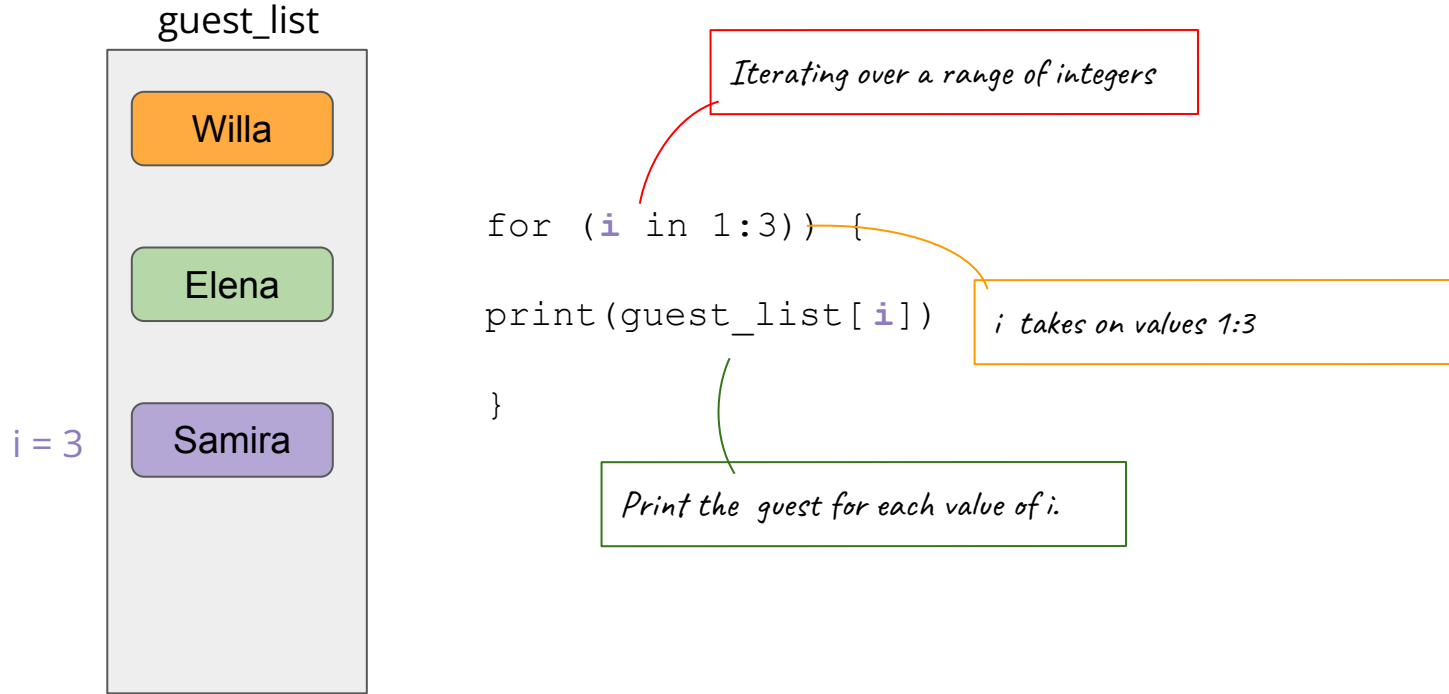 guest_list
Willa
Elena
i = 3
Samira
Iterating over a range of integers
for (i in 1:3)) {
print(guest_list[i])
}
i takes on values 1:3
Print the guest for each value of i.